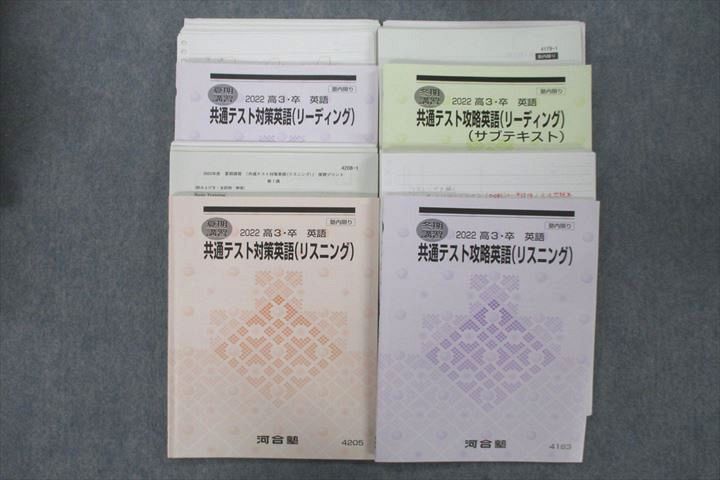 夏期
講習
塾内限り
2022 高3・卒 英語
共通テスト対策英語(リーディング)
4179-1
冬期
講習
塾内限り
2022 高3・卒 英語
共通テスト攻略英語(リーディング)
(サブテキスト)
4208-1
夏期
講習
塾内限り
2022 高3・卒 英語
共通テスト対策英語(リスニング)
河合塾
4205
冬期
講習
塾内限り
2022 高3・卒 英語
共通テスト攻略英語(リスニング)
河合塾
4183